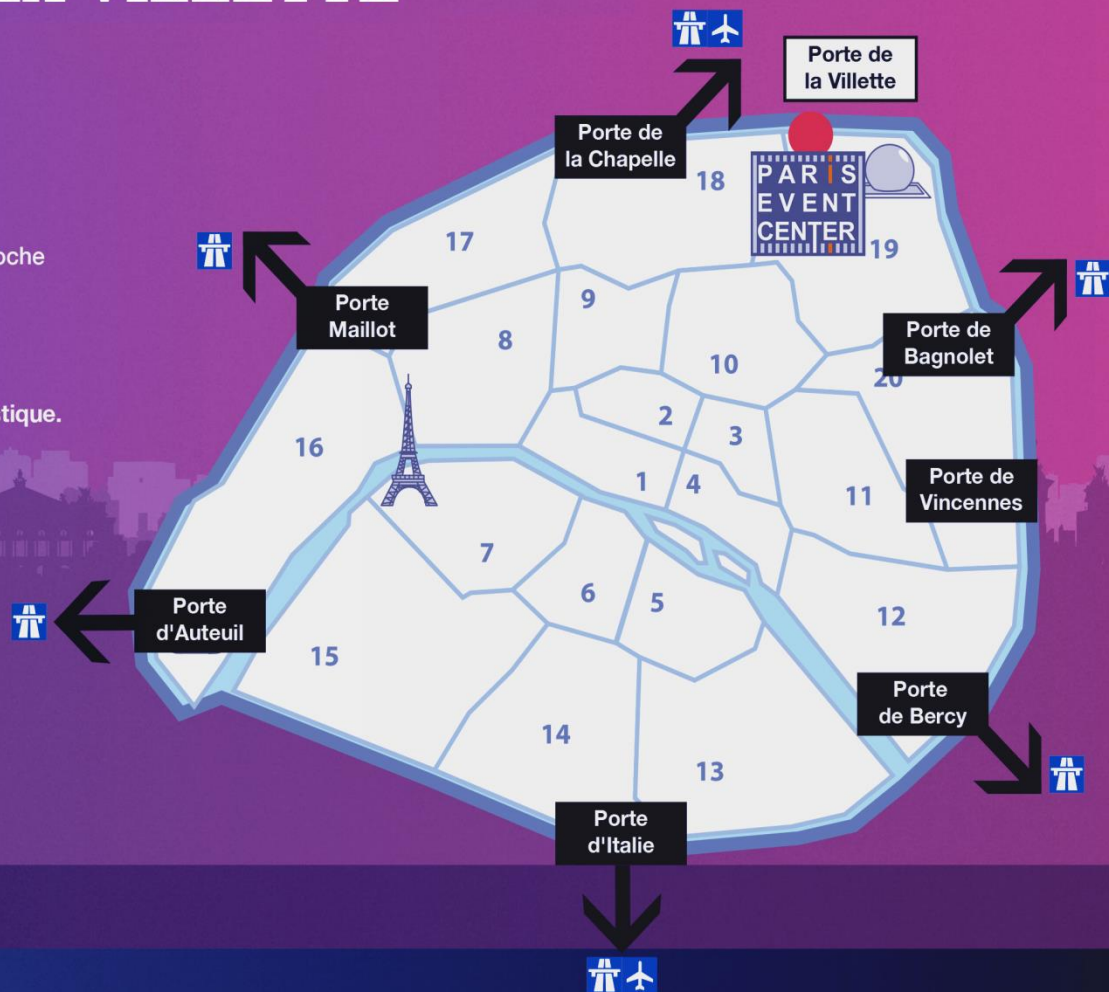 Porte de
la Villette
Porte de
la Chapelle
PARIS
EVENT
CENTER
18
17
19
oche
Porte
Maillot
9
8
Porte de
Bagnolet
10
20
2
tique.
3
16
1
4
11
Porte de
Vincennes
7
6
5
12
Porte
d'Auteuil
15
Porte
de Bercy
14
13
Porte
d'Italie